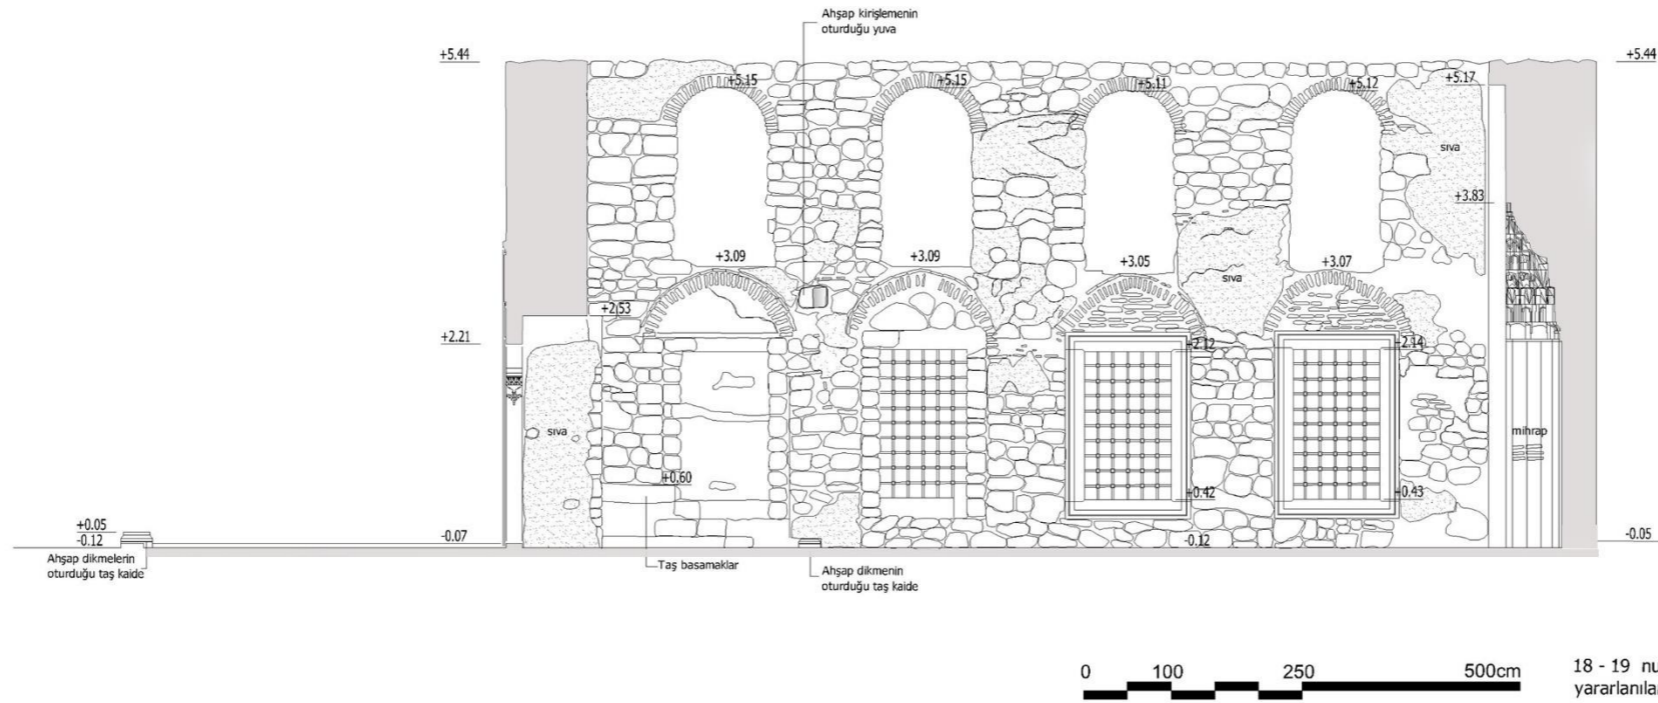 Ahşap kirişlemenin
oturduğu yuva
+5.44
+5.44
+5.15
+5.15
+5.11
+5.12
+5.17
sıva
+3.83
+3.09
+3.09
+3.05
+3.07
sıva
+2.53
+2.21
+2.12
+2.14
sıva
mihrap
+0.60
+0.42
+0.43
+0.05
-0.12
-0.07
-0.12
-0.05
Ahşap dikmelerin
oturduğu taş kaide
Taş basamaklar
Ahşap dikmenin
oturduğu taş kaide
0 100 250 500cm
18 - 19